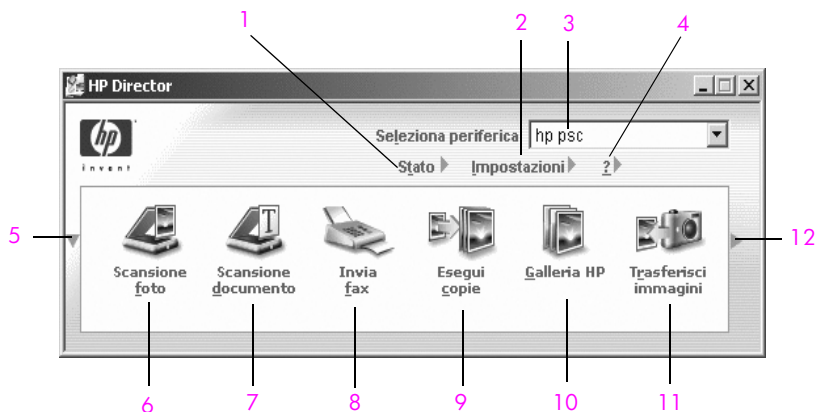 1
2
3
4
HP Director
hp
invent
Seleziona periferica
hp psc
Stato
Impostazioni
?
5
12
Scansione
foto
Scansione
documento
T
Invia
fax
Esegui
copie
Galleria HP
Trasferisci
immagini
6
7
8
9
10
11